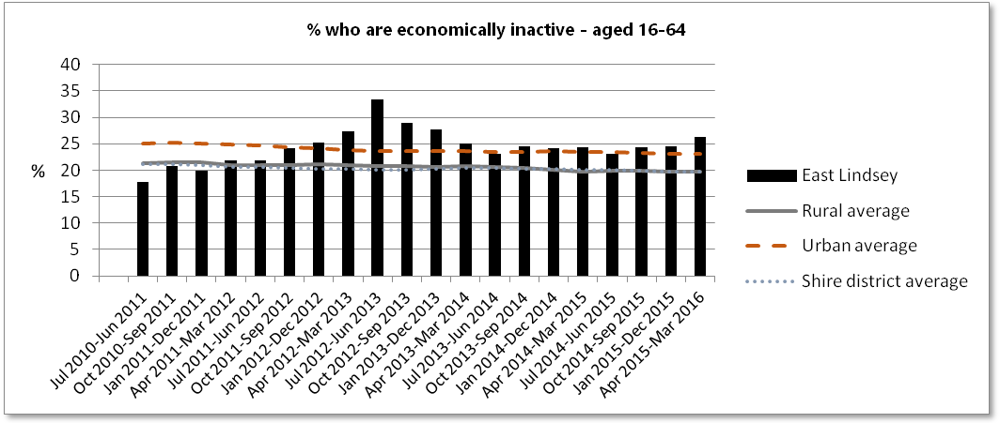 % who are economically inactive - aged 16-64
40
35
30
25
20
15
10
5
0
%
Jul 2010-Jun 2011
Oct 2010-Sep 2011
Jan 2011-Dec 2011
Apr 2011-Mar 2012
Jul 2011-Jun 2012
Oct 2011-Sep 2012
Jan 2012-Dec 2012
Apr 2012-Mar 2013
Jul 2012-Jun 2013
Oct 2012-Sep 2013
Jan 2013-Dec 2013
Apr 2013-Mar 2014
Jul 2013-Jun 2014
Oct 2013-Sep 2014
Jan 2014-Dec 2014
Apr 2014-Mar 2015
Jul 2014-Jun 2015
Oct 2014-Sep 2015
Jan 2015-Dec 2015
Apr 2015-Mar 2016
East Lindsey
Rural average
Urban average
Shire district average